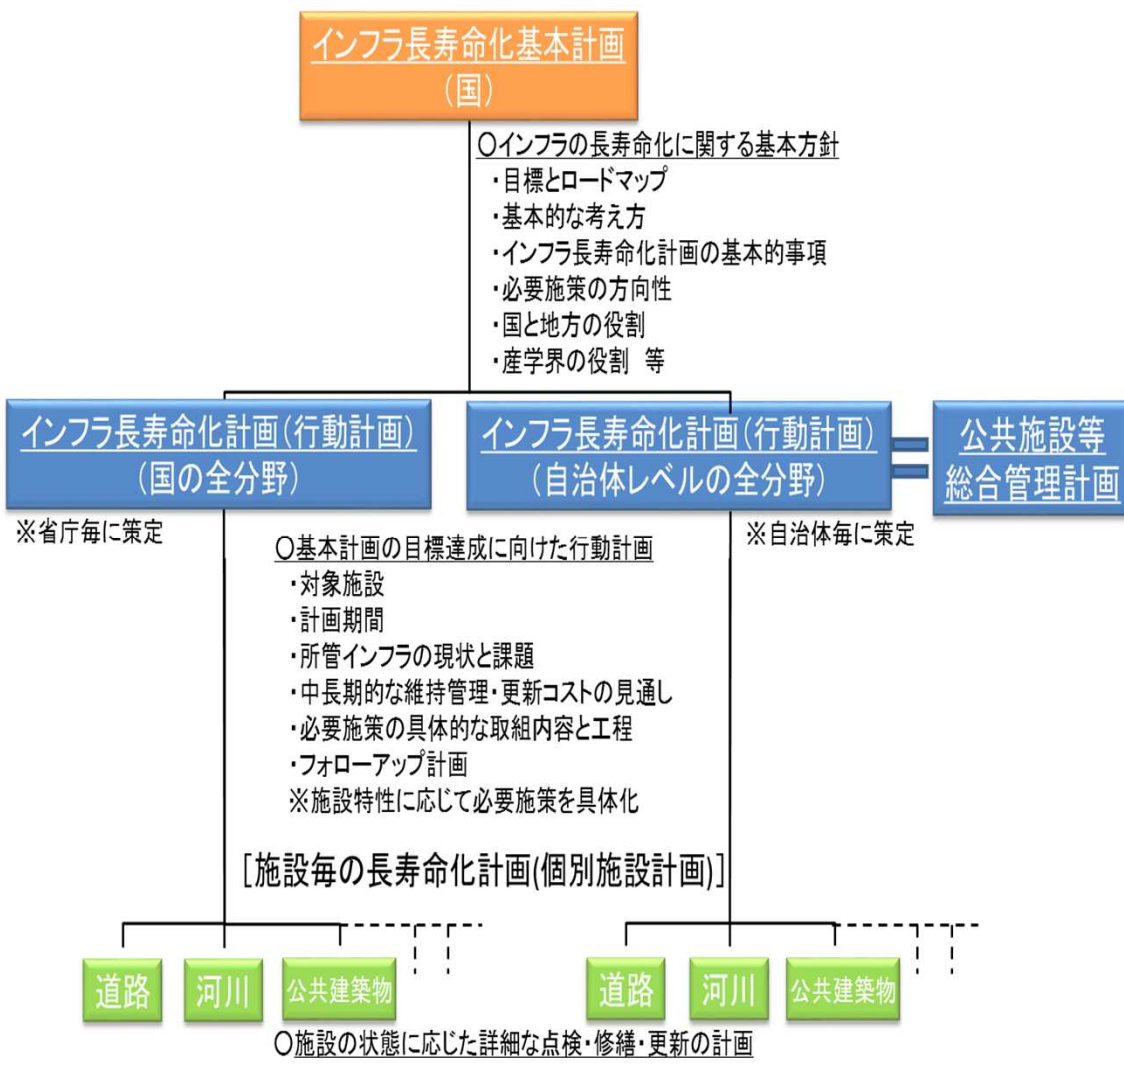 インフラ長寿命化基本計画
(国)
〇インフラの長寿命化に関する基本方針
・目標とロードマップ
・基本的な考え方
・インフラ長寿命化計画の基本的事項
・必要施策の方向性
・国と地方の役割
・産学界の役割　等
インフラ長寿命化計画(行動計画)
(国の全分野)
※省庁毎に策定
インフラ長寿命化計画(行動計画)
(自治体レベルの全分野)
※自治体毎に策定
公共施設等
総合管理計画
〇基本計画の目標達成に向けた行動計画
・対象施設
・計画期間
・所管インフラの現状と課題
・中長期的な維持管理・更新コストの見通し
・必要施策の具体的な取組内容と工程
・フォローアップ計画
※施設特性に応じて必要施策を具体化
[施設毎の長寿命化計画(個別施設計画)]
道路
河川
公共建築物
道路
河川
公共建築物
〇施設の状態に応じた詳細な点検・修繕・更新の計画